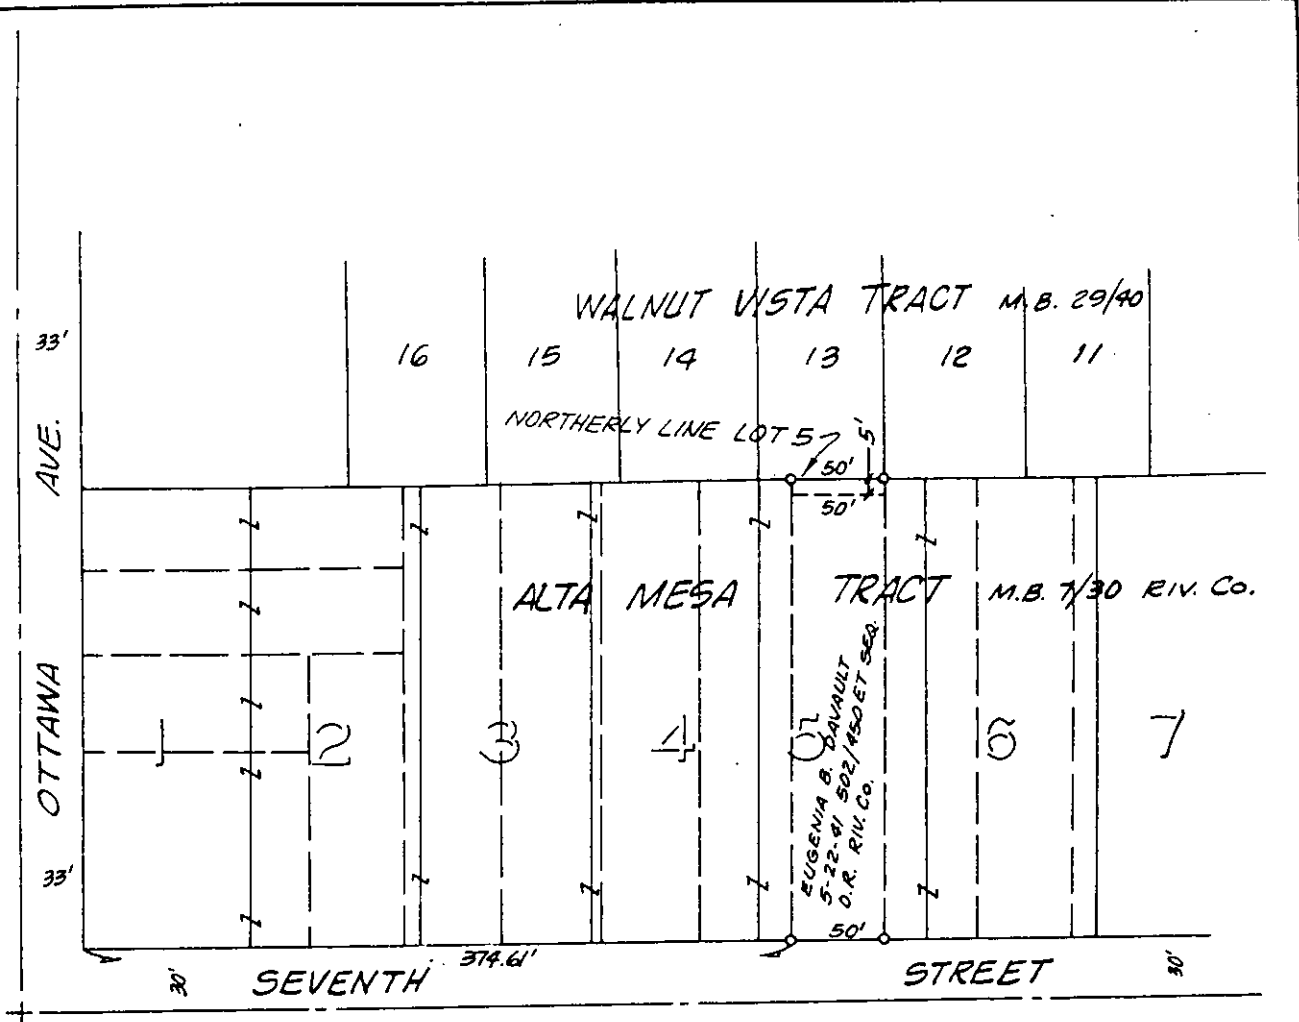 WALNUT VISTA TRACT M.B. 29/40
33'
16 15 14 13 12 11
NORTHERLY LINE LOT 5
5'
50'
50'
OTTAWA AVE.
ALTA MESA TRACT M.B. 7/30 RIV. CO.
EUGENIA B. DAVAULT
5-22-41 502/450 ET SEQ.
O.R. RIV. CO.
1 2 3 4 5 6 7
33'
50'
374.61'
30' SEVENTH STREET 30'